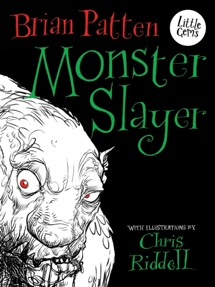 Brian Patten
Little
Gems
Monster
Slayer
WITH ILLUSTRATIONS BY
Chris
Riddell